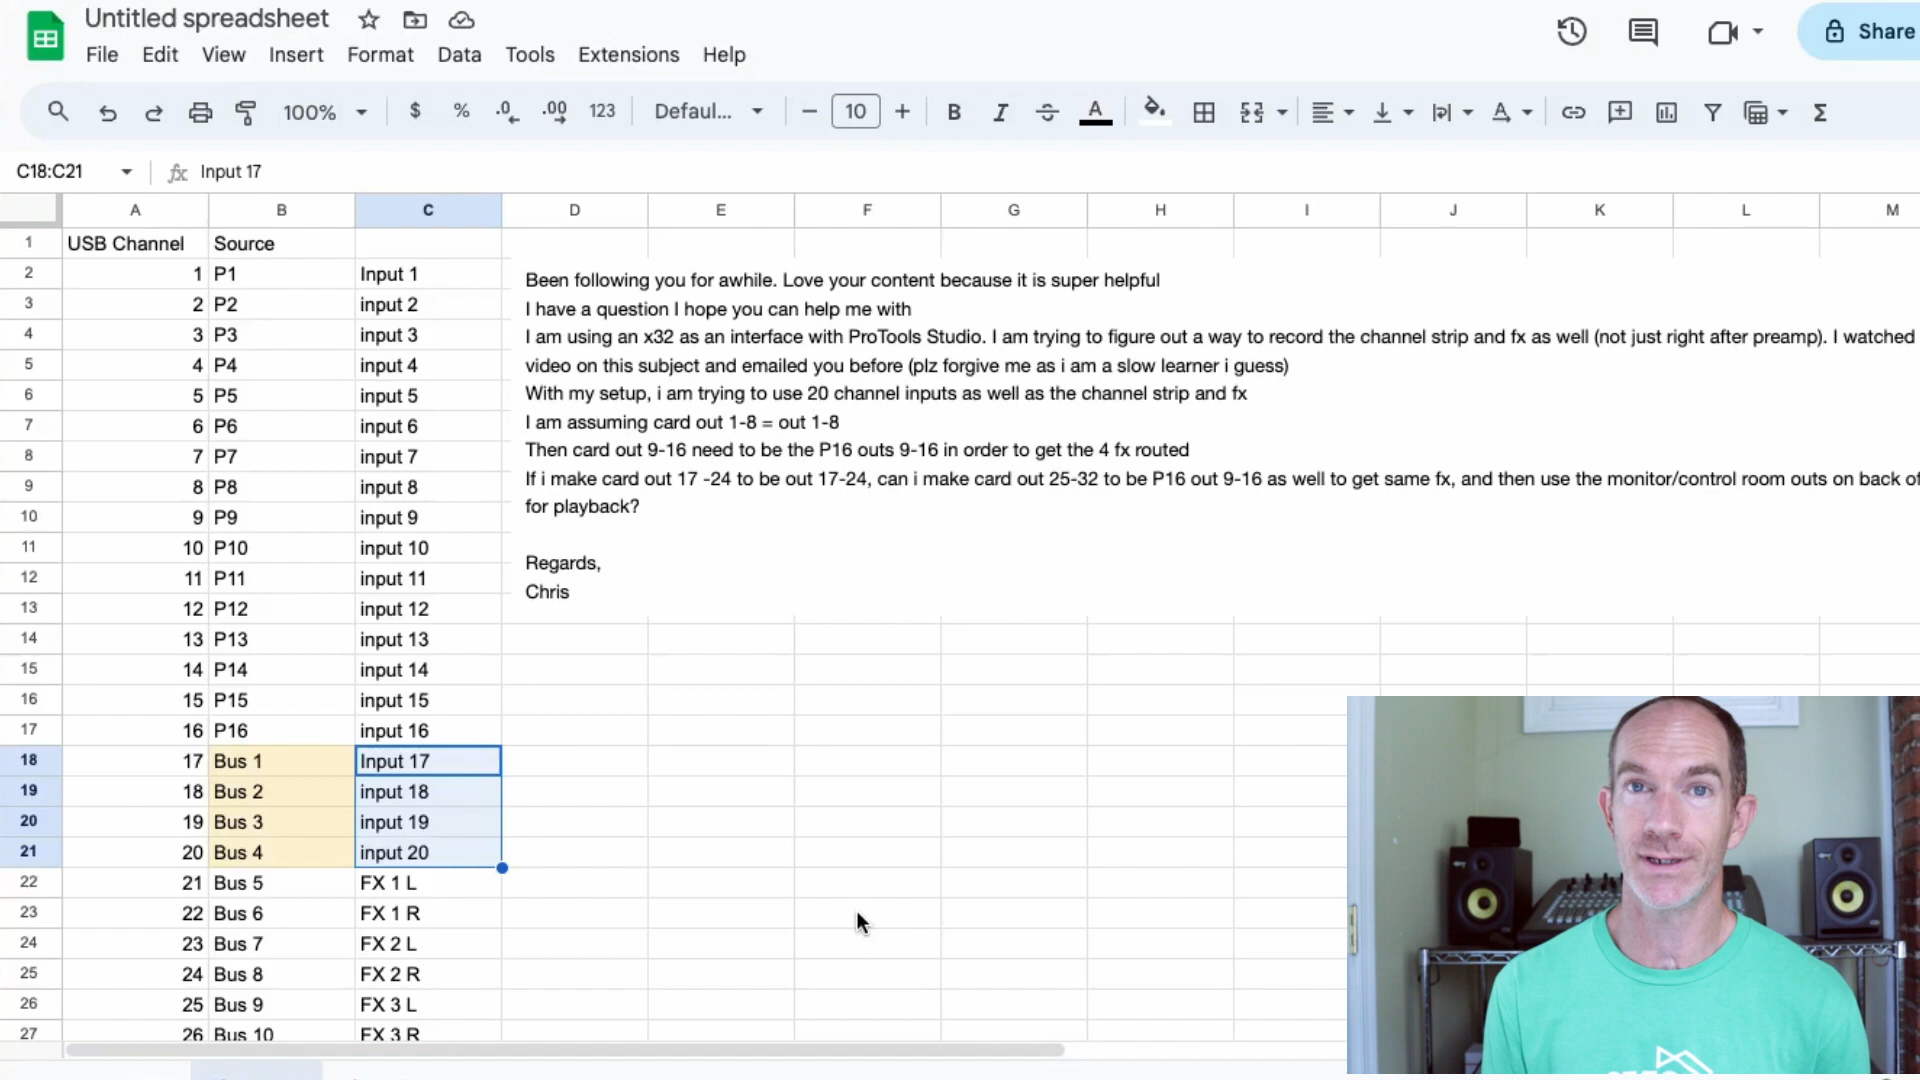 Untitled spreadsheet
File Edit View Insert Format Data Tools Extensions Help
Share
100% $ % .0 .00 123 Defaul... 10 B I A
C18:C21 fx Input 17
A B C D E F G H I J K L M
1 USB Channel Source
2 1 P1 Input 1
3 2 P2 input 2
4 3 P3 input 3
5 4 P4 input 4
6 5 P5 input 5
7 6 P6 input 6
8 7 P7 input 7
9 8 P8 input 8
10 9 P9 input 9
11 10 P10 input 10
12 11 P11 input 11
13 12 P12 input 12
14 13 P13 input 13
15 14 P14 input 14
16 15 P15 input 15
17 16 P16 input 16
18 17 Bus 1 Input 17
19 18 Bus 2 input 18
20 19 Bus 3 input 19
21 20 Bus 4 input 20
22 21 Bus 5 FX 1 L
23 22 Bus 6 FX 1 R
24 23 Bus 7 FX 2 L
25 24 Bus 8 FX 2 R
26 25 Bus 9 FX 3 L
27 26 Bus 10 FX 3 R
Been following you for awhile. Love your content because it is super helpful
I have a question I hope you can help me with
I am using an x32 as an interface with ProTools Studio. I am trying to figure out a way to record the channel strip and fx as well (not just right after preamp). I watched
video on this subject and emailed you before (plz forgive me as i am a slow learner i guess)
With my setup, i am trying to use 20 channel inputs as well as the channel strip and fx
I am assuming card out 1-8 = out 1-8
Then card out 9-16 need to be the P16 outs 9-16 in order to get the 4 fx routed
If i make card out 17 -24 to be out 17-24, can i make card out 25-32 to be P16 out 9-16 as well to get same fx, and then use the monitor/control room outs on back of
for playback?
Regards,
Chris